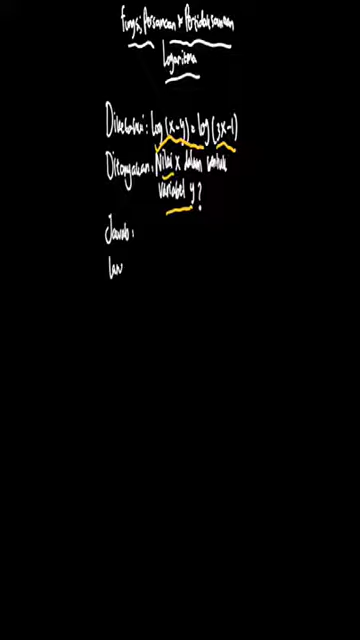 Fungsi, Persamaan & Pertidaksamaan
Logaritma
Diketahui: log(x-y) = log(3x-1)
Ditanyakan: Nilai x dalam bentuk
variabel y?
Jawab: